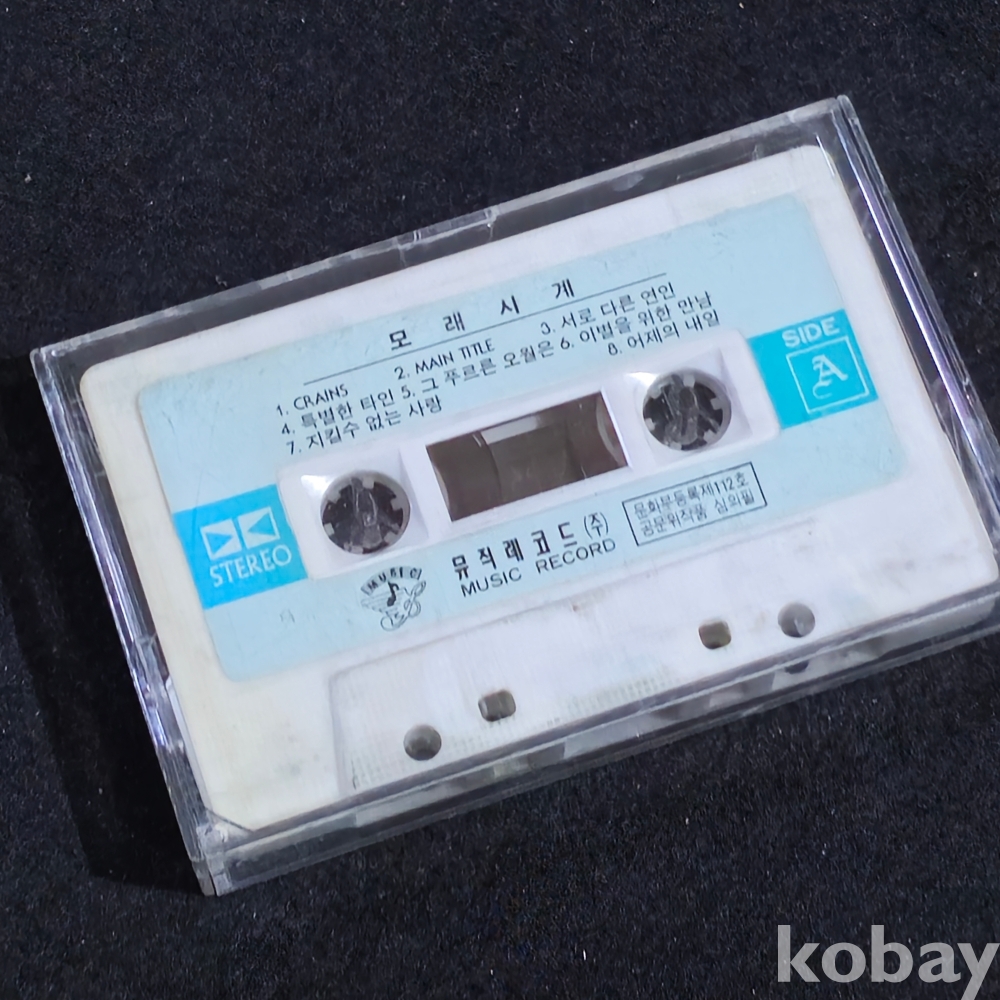 모래시계
1. CRAINS 2. MAIN TITLE 3. 서로 다른 연인
4. 특별한 타인 5. 그 푸르른 오월은 6. 이별을 위한 만남
7. 지킬수 없는 사랑 8. 어제의 내일
SIDE
A
STEREO
MUSIC
뮤직레코드(주)
MUSIC RECORD
문화부등록제112호
공문위작품 심의필
kobay